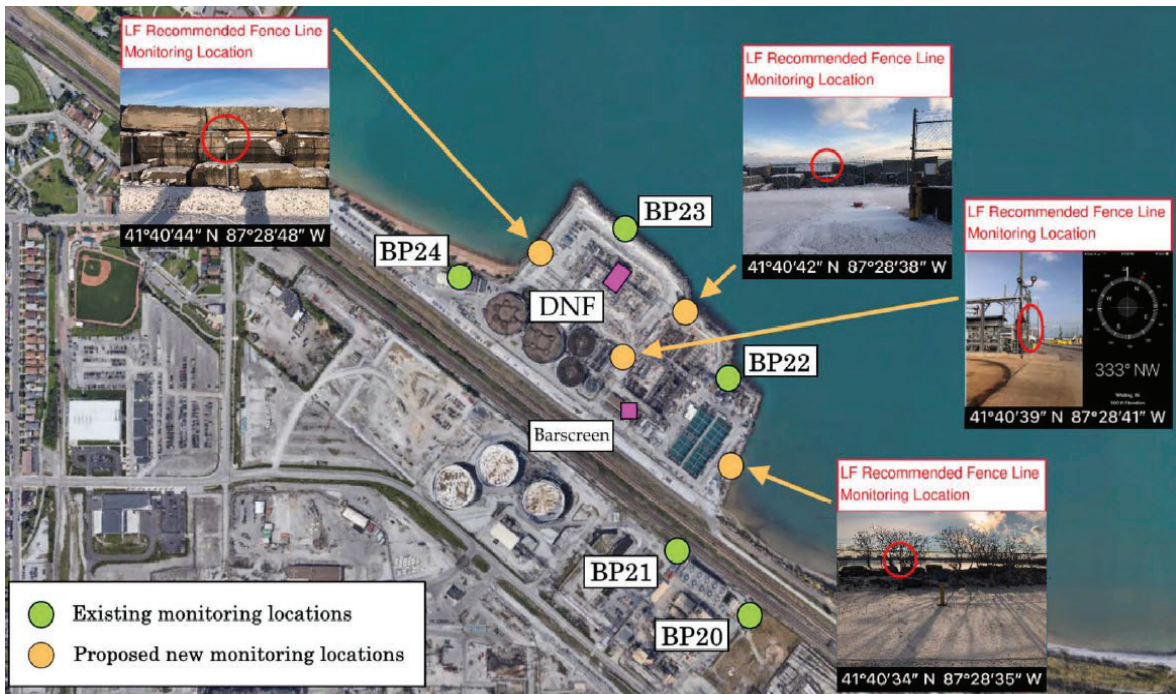 LF Recommended Fence Line
Monitoring Location
41°40'44" N 87°28'48" W
LF Recommended Fence Line
Monitoring Location
41°40'42" N 87°28'38" W
LF Recommended Fence Line
Monitoring Location
333° NW
Whiting, IN
41°40'39" N 87°28'41" W
BP23
BP24
DNF
BP22
Barscreen
LF Recommended Fence Line
Monitoring Location
41°40'34" N 87°28'35" W
BP21
BP20
Existing monitoring locations
Proposed new monitoring locations